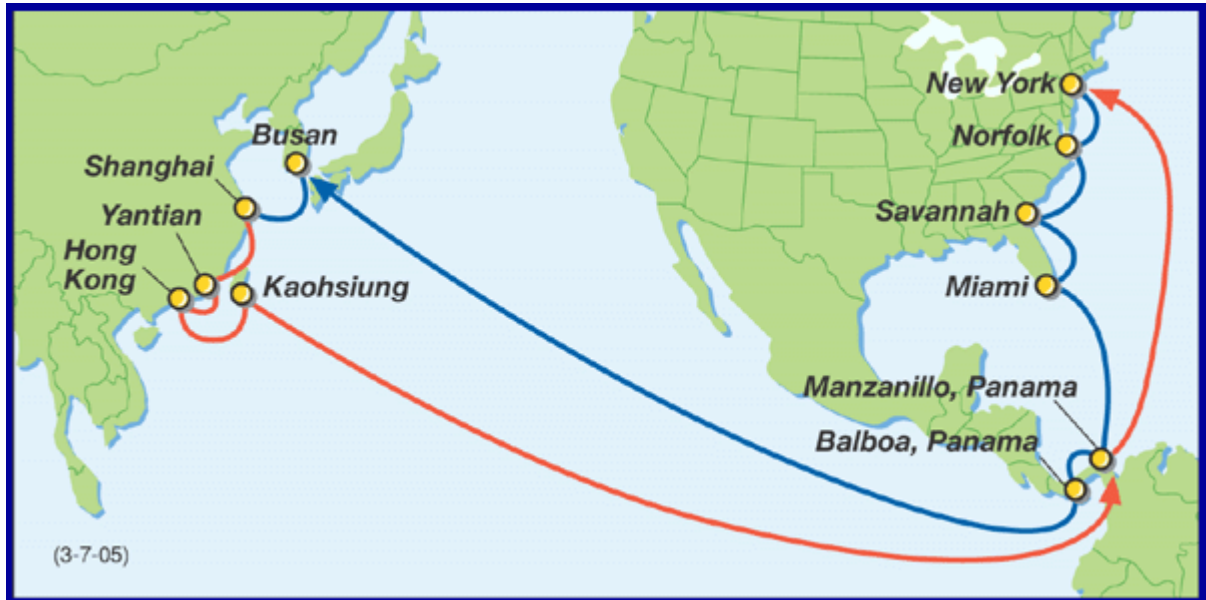 Busan
Shanghai
Yantian
Hong
Kong
Kaohsiung
New York
Norfolk
Savannah
Miami
Manzanillo, Panama
Balboa, Panama
(3-7-05)